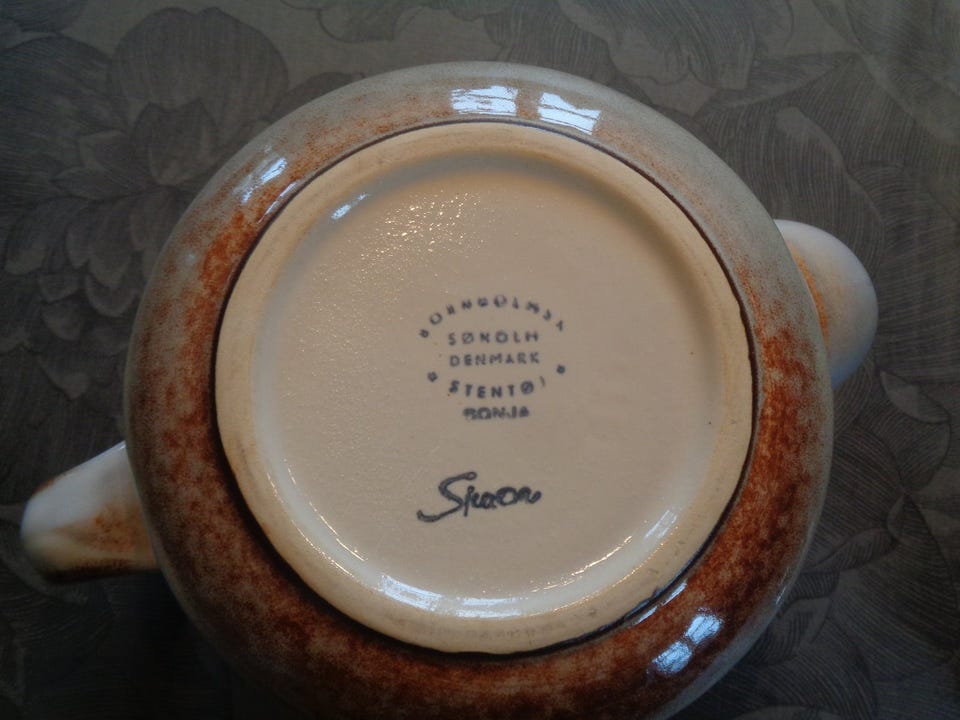 BORNHOLMSK
SØHOLM
DENMARK
STENTØJ
SONJA